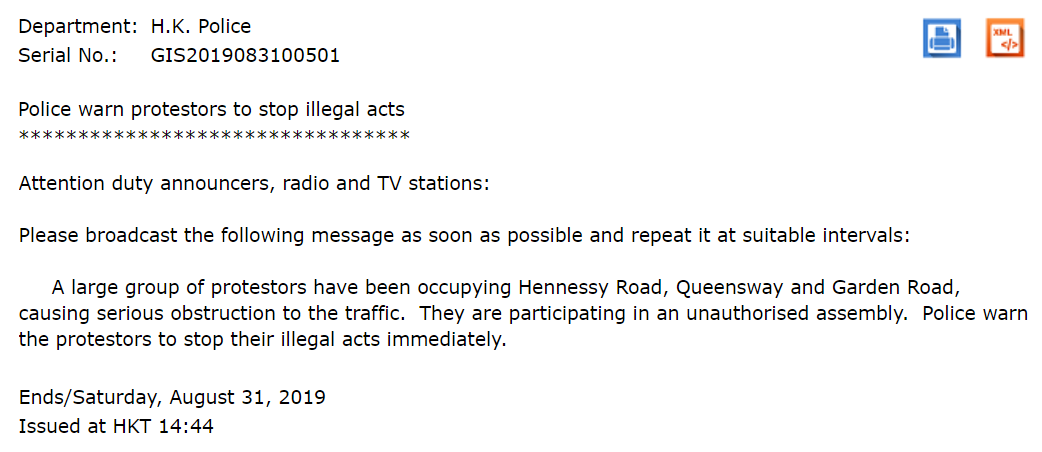 Department: H.K. Police
Serial No.: GIS2019083100501
XML
</>
Police warn protestors to stop illegal acts
*********************************
Attention duty announcers, radio and TV stations:
Please broadcast the following message as soon as possible and repeat it at suitable intervals:
A large group of protestors have been occupying Hennessy Road, Queensway and Garden Road,
causing serious obstruction to the traffic.  They are participating in an unauthorised assembly.  Police warn
the protestors to stop their illegal acts immediately.
Ends/Saturday, August 31, 2019
Issued at HKT 14:44